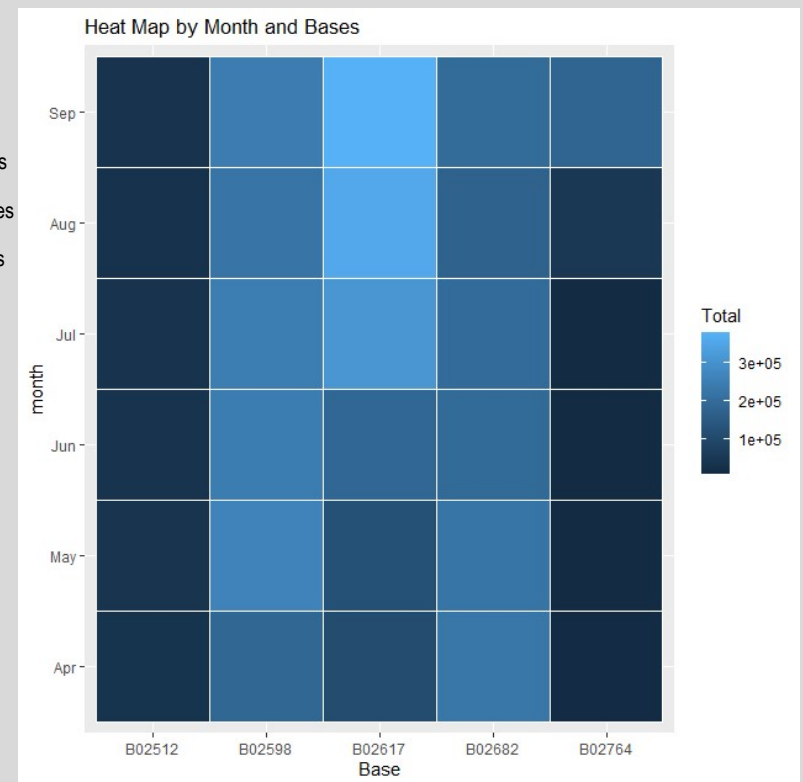 Heat Map by Month and Bases
s
es
s
Sep
Aug
Jul
Jun
May
Apr
month
B02512 B02598 B02617 B02682 B02764
Base
Total
3e+05
2e+05
1e+05